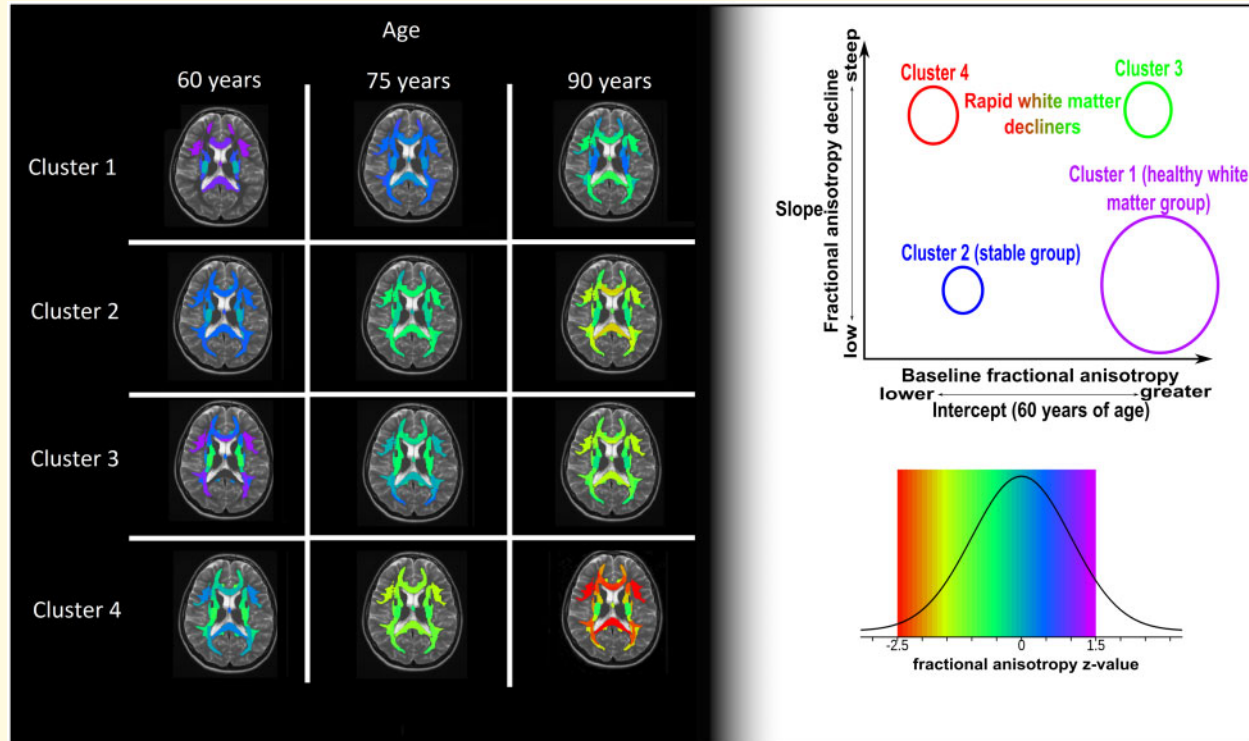 Age
60 years
75 years
90 years
Cluster 1
Cluster 2
Cluster 3
Cluster 4
Cluster 4
Cluster 3
Rapid white matter
decliners
Cluster 1 (healthy white
matter group)
Cluster 2 (stable group)
Slope
Fractional anisotropy decline
low
steep
Baseline fractional anisotropy
lower
greater
Intercept (60 years of age)
-2.5
0
1.5
fractional anisotropy z-value